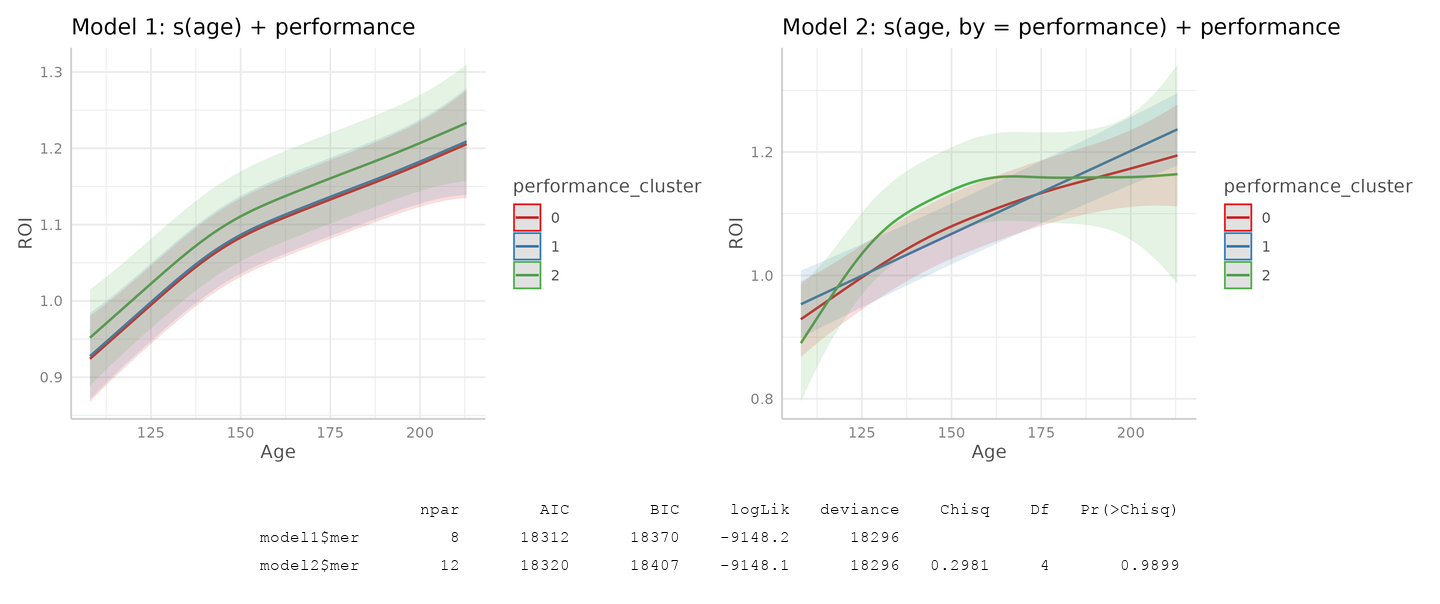 Model 1: s(age) + performance
1.3
1.2
1.1
1.0
0.9
ROI
125 150 175 200
Age
performance_cluster
0
1
2
Model 2: s(age, by = performance) + performance
1.2
1.0
0.8
ROI
125 150 175 200
Age
performance_cluster
0
1
2
npar AIC BIC logLik deviance Chisq Df Pr(>Chisq)
model1$mer 8 18312 18370 -9148.2 18296
model2$mer 12 18320 18407 -9148.1 18296 0.2981 4 0.9899